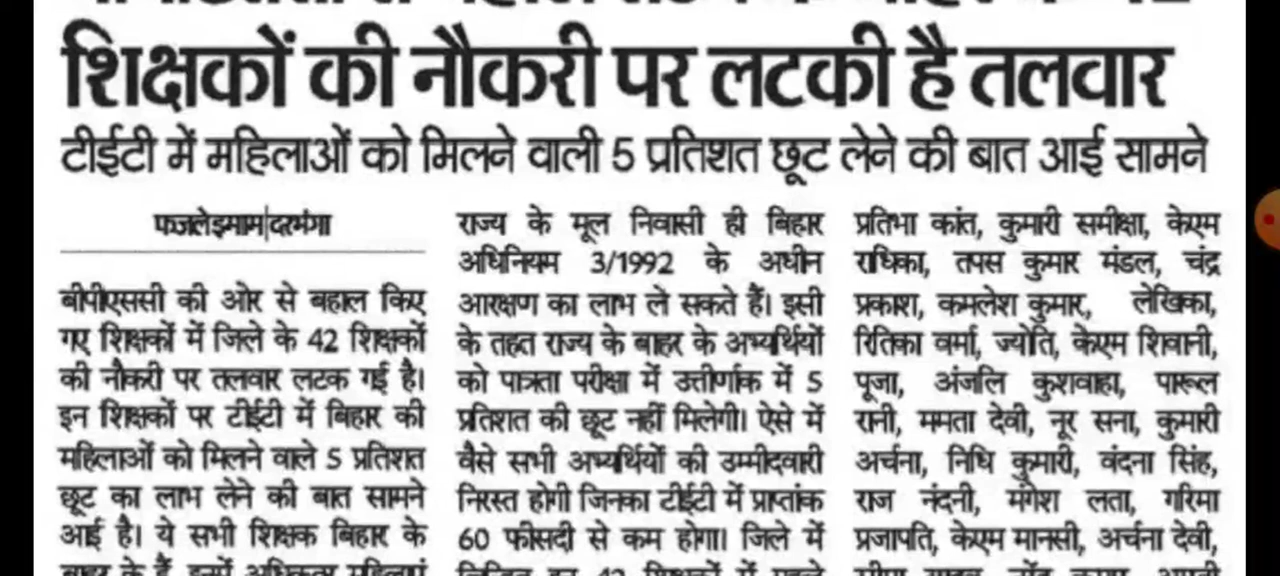 शिक्षकों की नौकरी पर लटकी है तलवार
टीईटी में महिलाओं को मिलने वाली 5 प्रतिशत छूट लेने की बात आई सामने
फजले इमाम|दरभंगा
बीपीएससी की ओर से बहाल किए
गए शिक्षकों में जिले के 42 शिक्षकों
की नौकरी पर तलवार लटक गई है।
इन शिक्षकों पर टीईटी में बिहार की
महिलाओं को मिलने वाले 5 प्रतिशत
छूट का लाभ लेने की बात सामने
आई है। ये सभी शिक्षक बिहार के
राज्य के मूल निवासी ही बिहार
अधिनियम 3/1992 के अधीन
आरक्षण का लाभ ले सकते हैं। इसी
के तहत राज्य के बाहर के अभ्यर्थियों
को पात्रता परीक्षा में उत्तीर्णांक में 5
प्रतिशत की छूट नहीं मिलेगी। ऐसे में
वैसे सभी अभ्यर्थियों की उम्मीदवारी
निरस्त होगी जिनका टीईटी में प्राप्तांक
60 फीसदी से कम होगा। जिले में
प्रतिभा कांत, कुमारी समीक्षा, केएम
राधिका, तपस कुमार मंडल, चंद्र
प्रकाश, कमलेश कुमार, लेखिका,
रितिका वर्मा, ज्योति, केएम शिवानी,
पूजा, अंजलि कुशवाहा, पारूल
रानी, ममता देवी, नूर सना, कुमारी
अर्चना, निधि कुमारी, वंदना सिंह,
राज नंदनी, मंगेश लता, गरिमा
प्रजापति, केएम मानसी, अर्चना देवी,